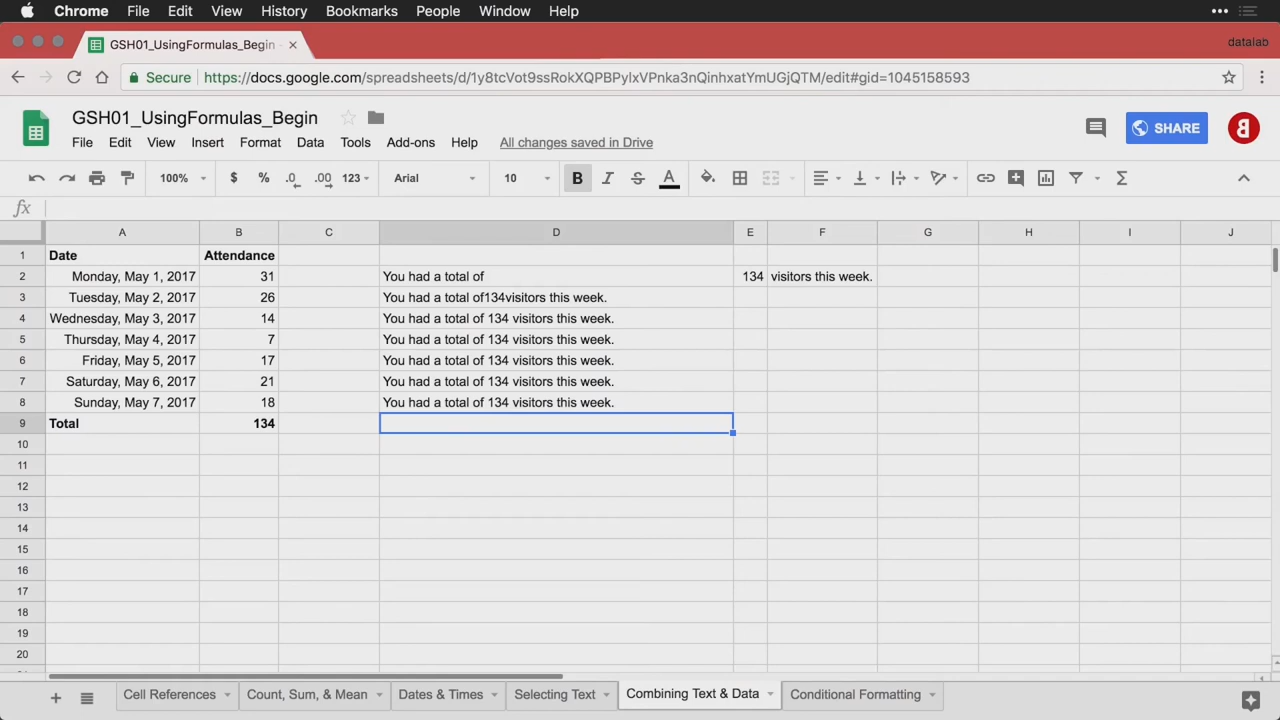 Chrome File Edit View History Bookmarks People Window Help
GSH01_UsingFormulas_Begin
datalab
Secure https://docs.google.com/spreadsheets/d/1y8tcVot9ssRokXQPBPylxVPnka3nQinhxatYmUGjQTM/edit#gid=1045158593
GSH01_UsingFormulas_Begin
SHARE
File Edit View Insert Format Data Tools Add-ons Help All changes saved in Drive
100% $ % .0 .00 123 Arial 10 B I S A Σ
fx
A B C D E F G H I J
1 Date Attendance
2 Monday, May 1, 2017 31 You had a total of 134 visitors this week.
3 Tuesday, May 2, 2017 26 You had a total of134visitors this week.
4 Wednesday, May 3, 2017 14 You had a total of 134 visitors this week.
5 Thursday, May 4, 2017 7 You had a total of 134 visitors this week.
6 Friday, May 5, 2017 17 You had a total of 134 visitors this week.
7 Saturday, May 6, 2017 21 You had a total of 134 visitors this week.
8 Sunday, May 7, 2017 18 You had a total of 134 visitors this week.
9 Total 134
10
11
12
13
14
15
16
17
18
19
20
Cell References Count, Sum, & Mean Dates & Times Selecting Text Combining Text & Data Conditional Formatting